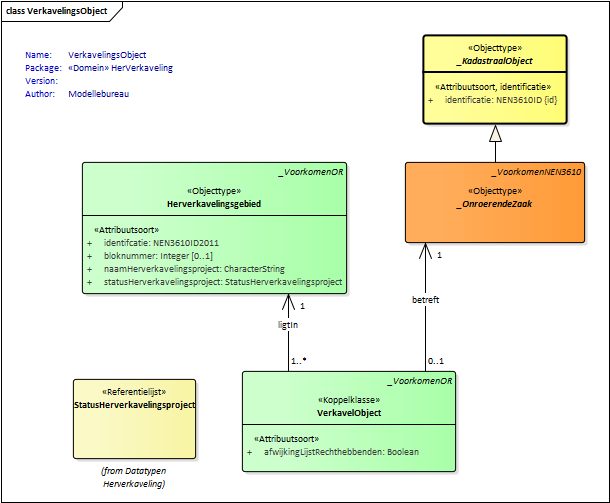 class VerkavelingsObject
Name: VerkavelingsObject
Package: «Domein» HerVerkaveling
Version:
Author: Modellebureau
«Objecttype»
_KadastraalObject
«Attribuutsoort, identificatie»
+ identificatie: NEN3610ID {id}
_VoorkomenOR
«Objecttype»
Herverkavelingsgebied
«Attribuutsoort»
+ identifcatie: NEN3610ID2011
+ bloknummer: Integer [0..1]
+ naamHerverkavelingsproject: CharacterString
+ statusHerverkavelingsproject: StatusHerverkavelingsproject
_VoorkomenNEN3610
«Objecttype»
_OnroerendeZaak
1
1
ligtIn
betreft
1..*
0..1
«Referentielijst»
StatusHerverkavelingsproject
(from Datatypen
Herverkaveling)
_VoorkomenOR
«Koppelklasse»
VerkavelObject
«Attribuutsoort»
+ afwijkingLijstRechthebbenden: Boolean